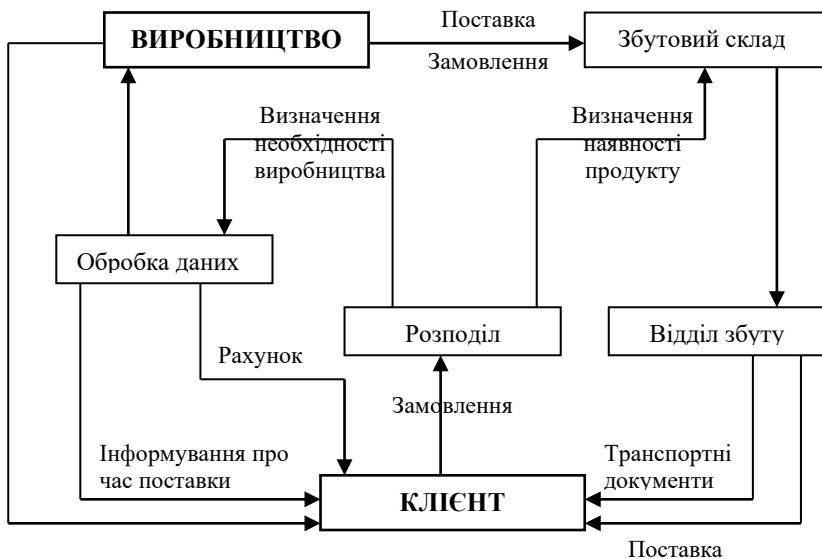 ВИРОБНИЦТВО
Поставка
Замовлення
Збутовий склад
Визначення
необхідності
виробництва
Визначення
наявності
продукту
Обробка даних
Розподіл
Відділ збуту
Рахунок
Замовлення
Інформування про
час поставки
Транспортні
документи
КЛІЄНТ
Поставка